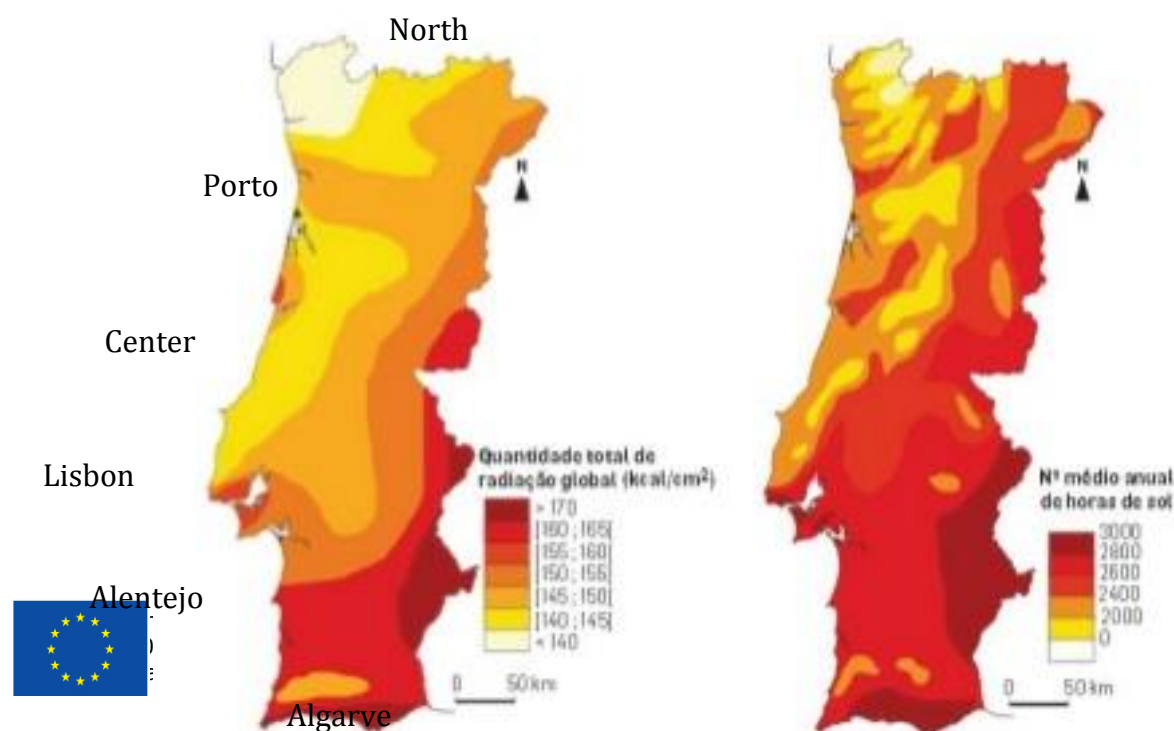 North
N
N
Porto
Center
Lisbon
Alentejo
Algarve
Quantidade total de
radiação global (kcal/cm²)
> 170
[160 ; 165[
[155 ; 160[
[150 ; 155[
[145 ; 150[
[140 ; 145[
< 140
0 50 km
Nº médio anual
de horas de sol
3000
2800
2600
2400
2000
0
0 50 km